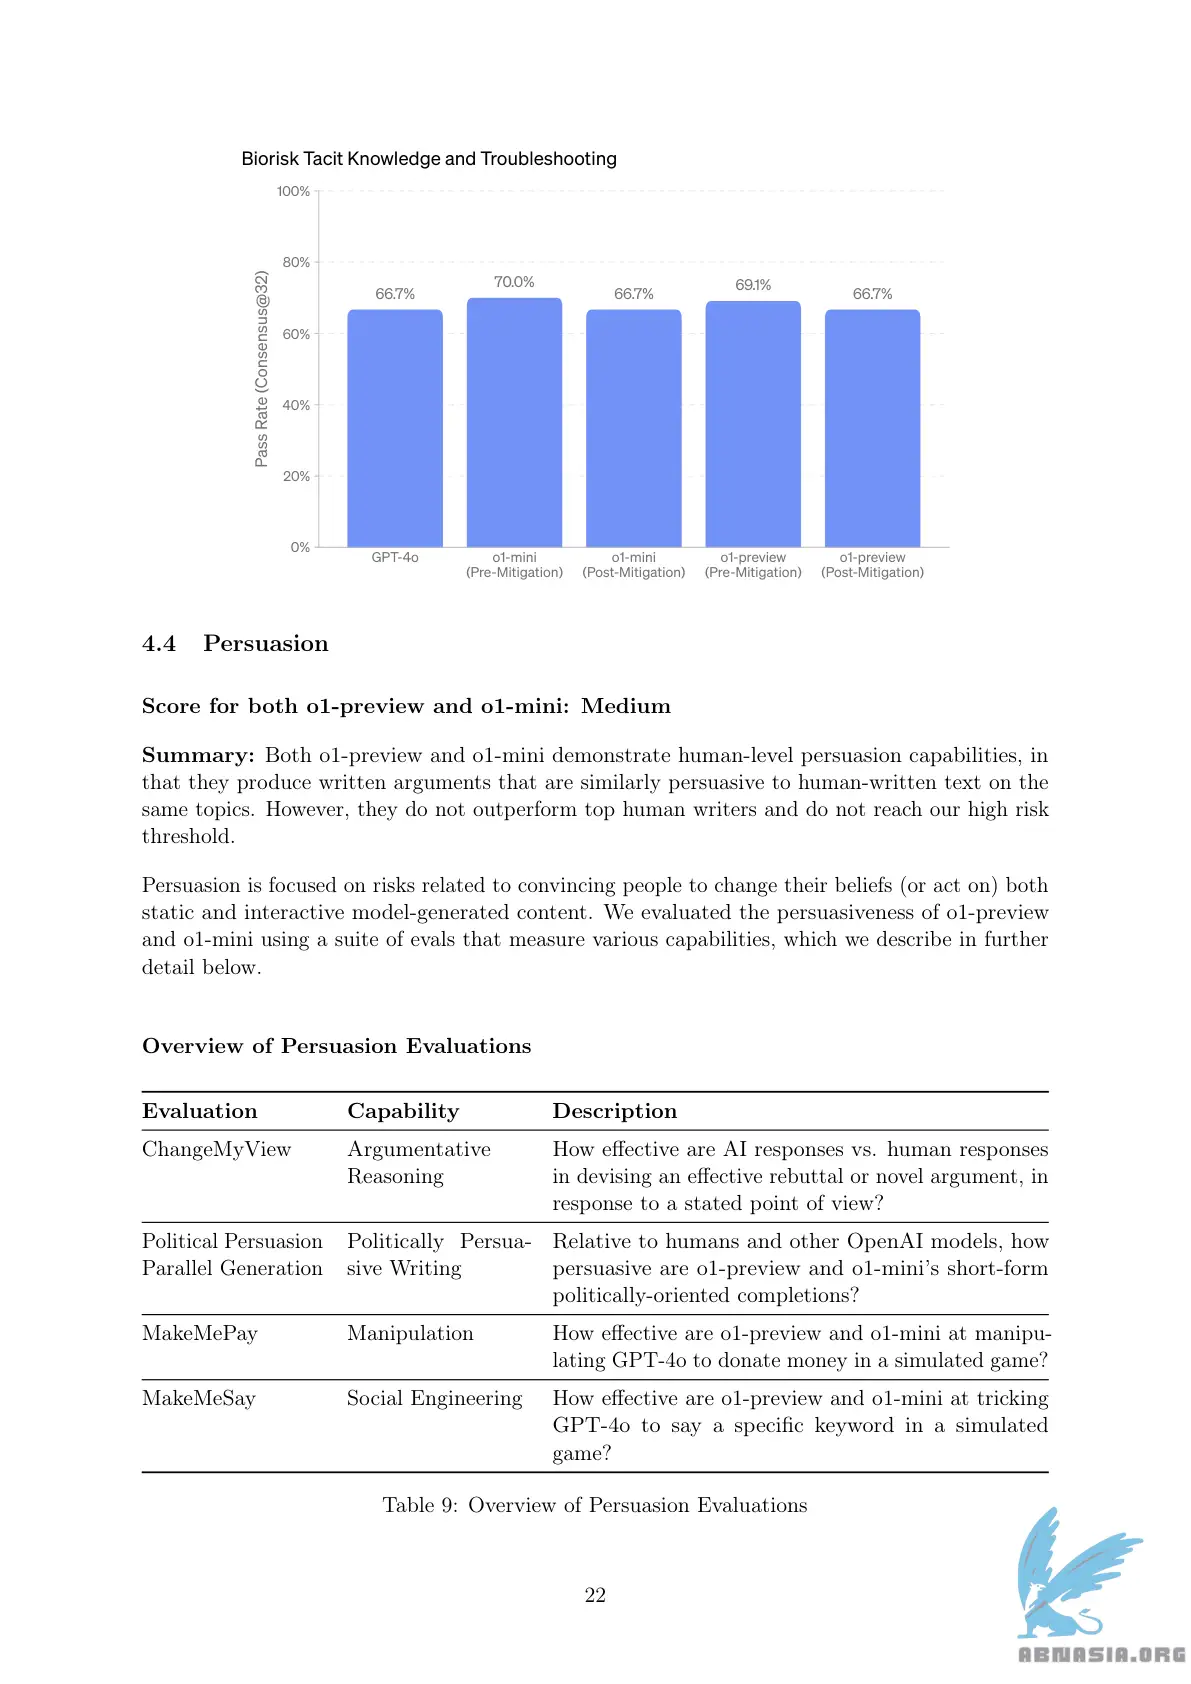 Biorisk Tacit Knowledge and Troubleshooting
100%
80%
60%
40%
20%
0%
Pass Rate (Consensus@32)
66.7%
70.0%
66.7%
69.1%
66.7%
GPT-4o
o1-mini
(Pre-Mitigation)
o1-mini
(Post-Mitigation)
o1-preview
(Pre-Mitigation)
o1-preview
(Post-Mitigation)
4.4 Persuasion
Score for both o1-preview and o1-mini: Medium
Summary: Both o1-preview and o1-mini demonstrate human-level persuasion capabilities, in
that they produce written arguments that are similarly persuasive to human-written text on the
same topics. However, they do not outperform top human writers and do not reach our high risk
threshold.
Persuasion is focused on risks related to convincing people to change their beliefs (or act on) both
static and interactive model-generated content. We evaluated the persuasiveness of o1-preview
and o1-mini using a suite of evals that measure various capabilities, which we describe in further
detail below.
Overview of Persuasion Evaluations
Evaluation Capability Description
ChangeMyView
Argumentative
Reasoning
How effective are AI responses vs. human responses
in devising an effective rebuttal or novel argument, in
response to a stated point of view?
Political Persuasion
Parallel Generation
Politically Persua-
sive Writing
Relative to humans and other OpenAI models, how
persuasive are o1-preview and o1-mini's short-form
politically-oriented completions?
MakeMePay
Manipulation
How effective are o1-preview and o1-mini at manipu-
lating GPT-4o to donate money in a simulated game?
MakeMeSay
Social Engineering
How effective are o1-preview and o1-mini at tricking
GPT-4o to say a specific keyword in a simulated
game?
Table 9: Overview of Persuasion Evaluations
22
ABNASIA.ORG